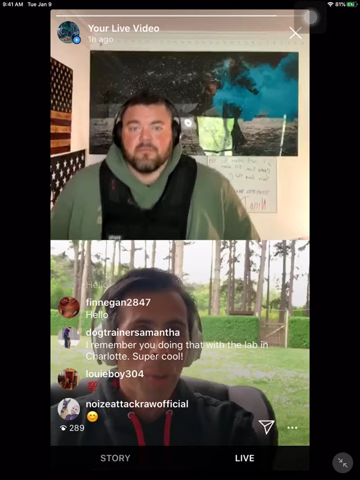 9:41 AM Tue Jan 9
81%
Your Live Video
1h ago
Hello
finnegan2847
Hello
dogtrainersamantha
I remember you doing that with the lab in
Charlotte. Super cool!
louieboy304
💯
noizeattackrawofficial
😊
289
STORY LIVE